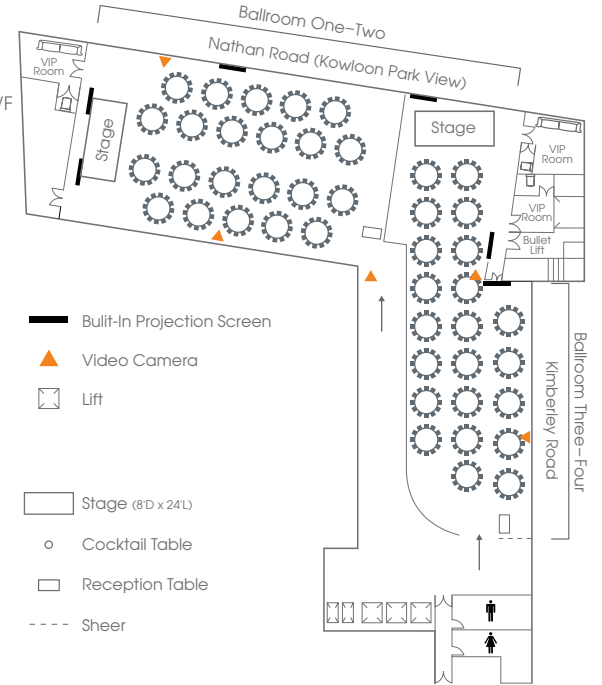 Ballroom One–Two
Nathan Road (Kowloon Park View)
VIP
Room
Stage
Stage
VIP
Room
VIP
Room
Bullet
Lift
Ballroom Three–Four
Kimberley Road
Bulit-In Projection Screen
Video Camera
Lift
Stage (8'D x 24'L)
Cocktail Table
Reception Table
Sheer